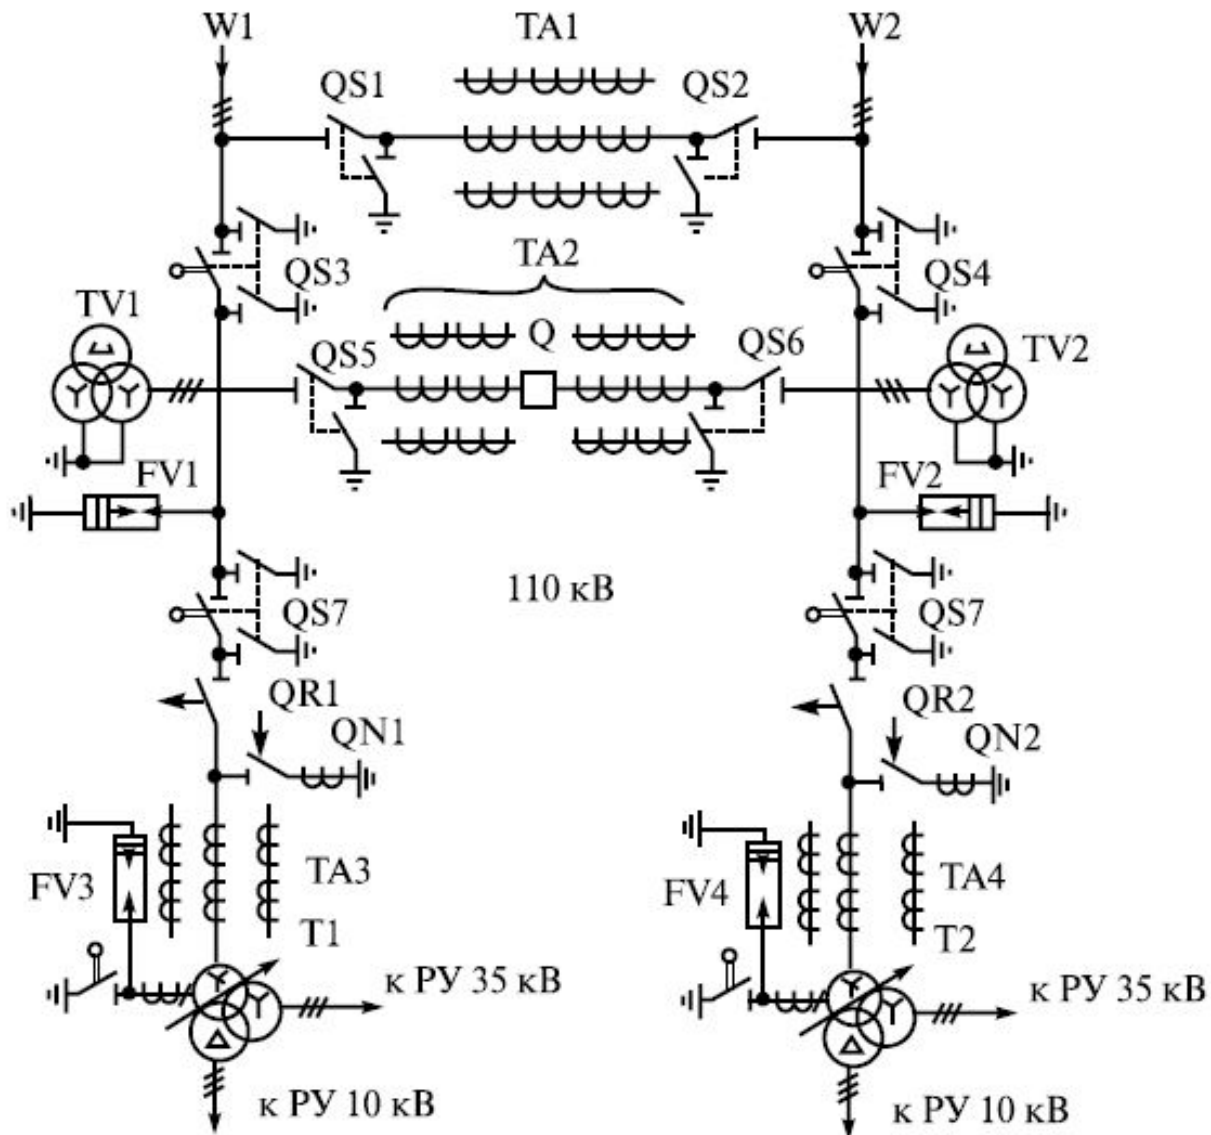 W1
TA1
W2
QS1
QS2
TA2
QS3
QS4
TV1
QS5
Q
QS6
TV2
FV1
FV2
110 кВ
QS7
QS7
QR1
QN1
QR2
QN2
FV3
TA3
FV4
TA4
T1
T2
к РУ 35 кВ
к РУ 35 кВ
к РУ 10 кВ
к РУ 10 кВ